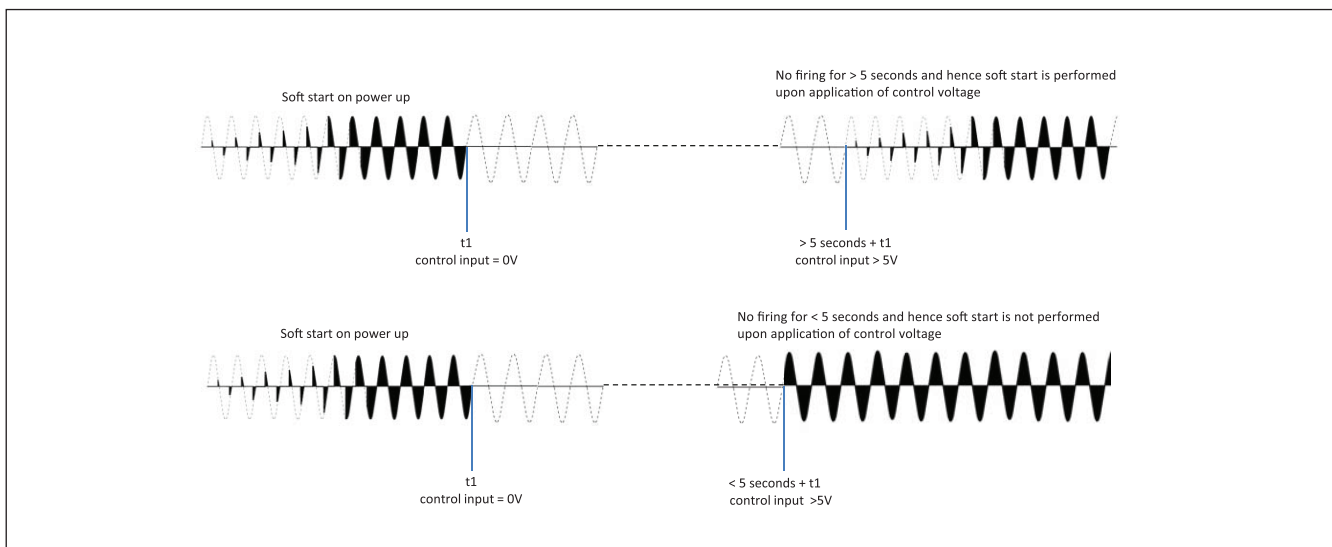 No firing for > 5 seconds and hence soft start is performed
upon application of control voltage
Soft start on power up
t1
control input = 0V
> 5 seconds + t1
control input > 5V
No firing for < 5 seconds and hence soft start is not performed
upon application of control voltage
Soft start on power up
t1
control input = 0V
< 5 seconds + t1
control input >5V